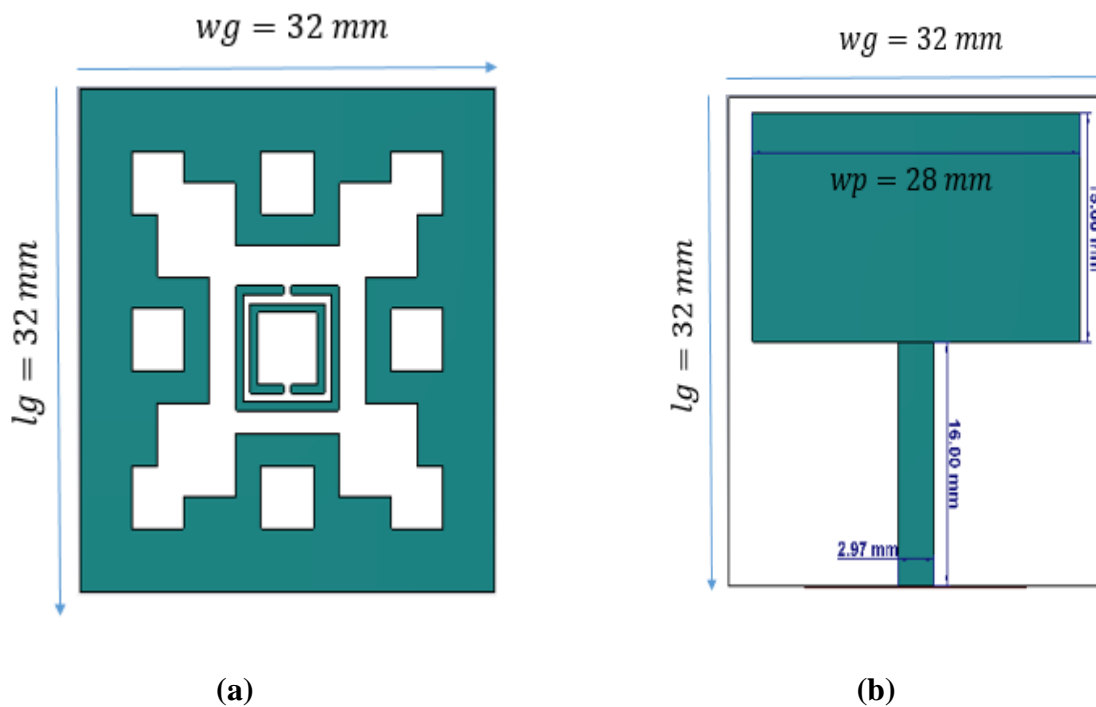 wg = 32 mm
wg = 32 mm
lg = 32 mm
lg = 32 mm
wp = 28 mm
16.00 mm
2.97 mm
(a)
(b)